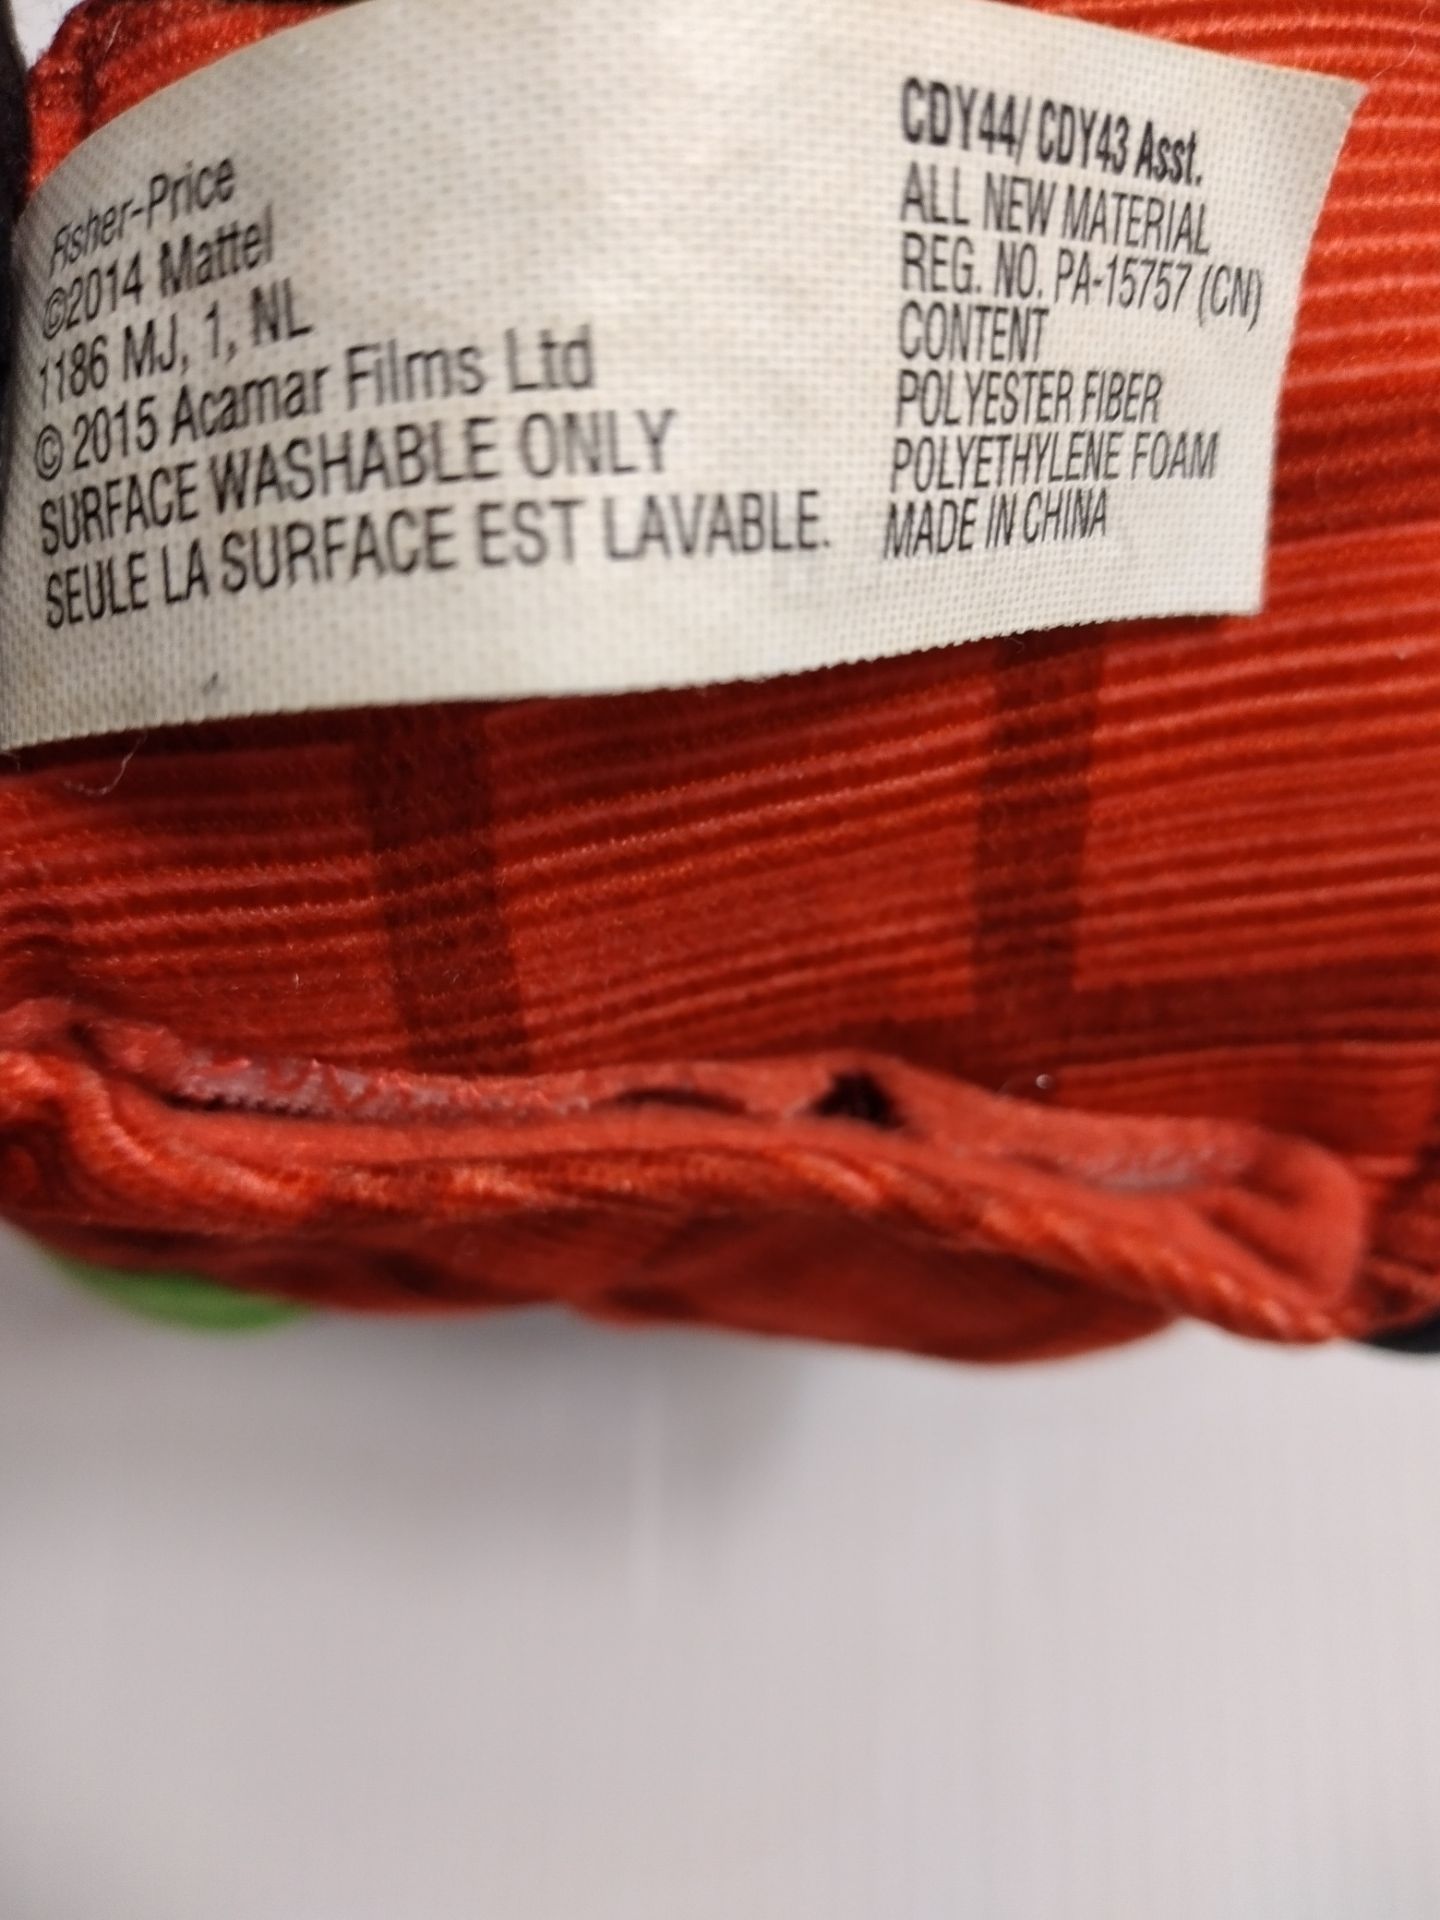 Fisher-Price
©2014 Mattel
1186 MJ, 1, NL
© 2015 Acamar Films Ltd
SURFACE WASHABLE ONLY
SEULE LA SURFACE EST LAVABLE.
CDY44/ CDY43 Asst.
ALL NEW MATERIAL
REG. NO. PA-15757 (CN)
CONTENT
POLYESTER FIBER
POLYETHYLENE FOAM
MADE IN CHINA